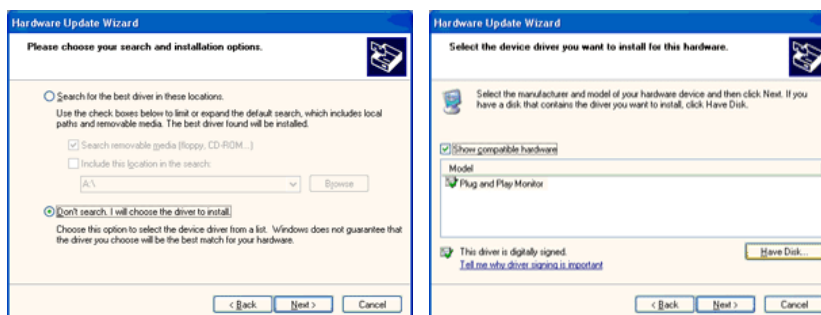 Hardware Update Wizard
Please choose your search and installation options.
Search for the best driver in these locations.
Use the check boxes below to limit or expand the default search, which includes local
paths and removable media. The best driver found will be installed.
Search removable media (floppy, CD-ROM...)
Include this location in the search:
A:\
Browse
Don't search. I will choose the driver to install.
Choose this option to select the device driver from a list. Windows does not guarantee that
the driver you choose will be the best match for your hardware.
< Back
Next >
Cancel
Hardware Update Wizard
Select the device driver you want to install for this hardware.
Select the manufacturer and model of your hardware device and then click Next. If you
have a disk that contains the driver you want to install, click Have Disk.
Show compatible hardware
Model
Plug and Play Monitor
This driver is digitally signed.
Tell me why driver signing is important
Have Disk...
< Back
Next >
Cancel